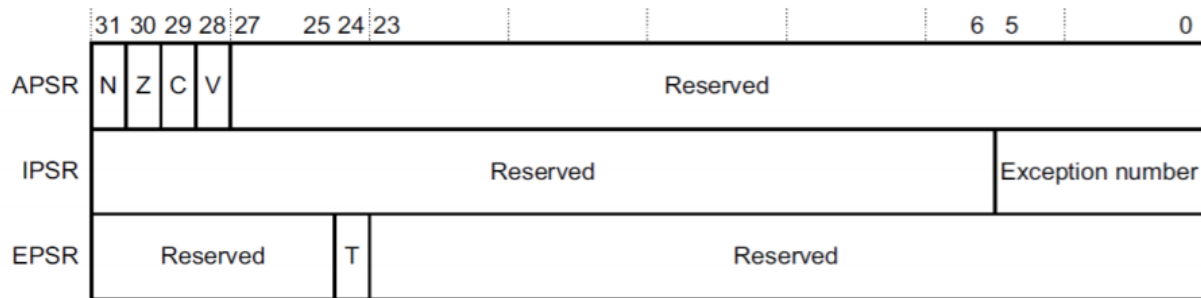 31 30 29 28 27 25 24 23 6 5 0
APSR N Z C V Reserved
IPSR Reserved Exception number
EPSR Reserved T Reserved